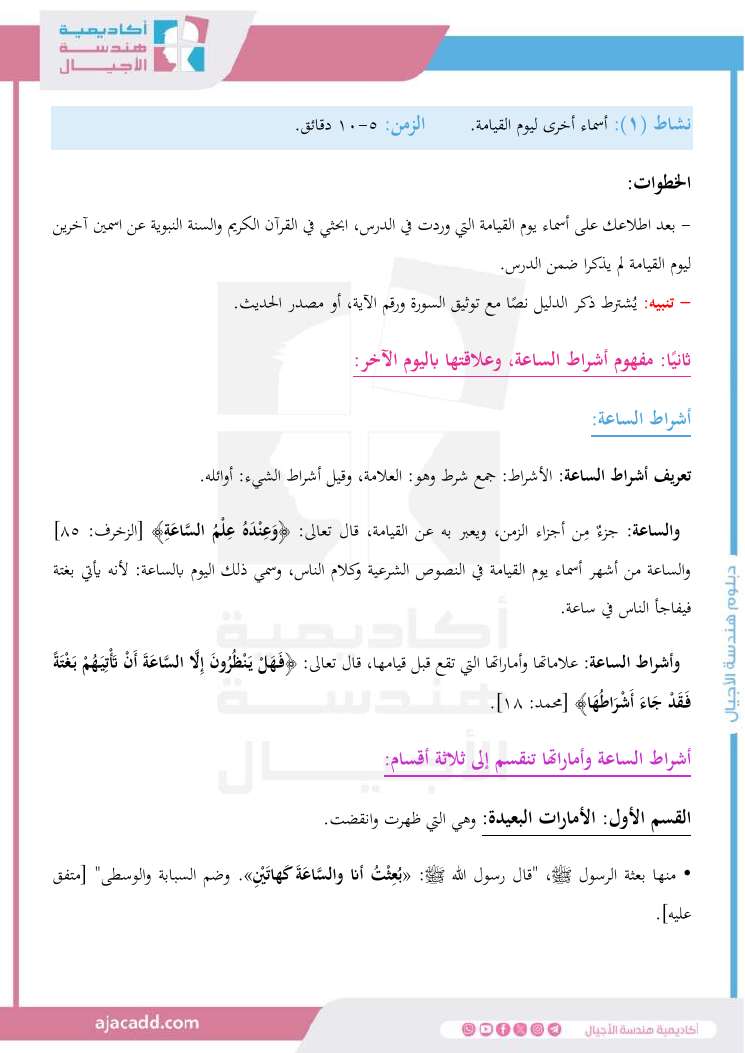 أكاديمية
هندسة
الأجيال
نشاط (١): أسماء أخرى ليوم القيامة. الزمن: ٥-١٠ دقائق.
الخطوات:
- بعد اطلاعك على أسماء يوم القيامة التي وردت في الدرس، ابحثي في القرآن الكريم والسنة النبوية عن اسمين آخرين
ليوم القيامة لم يذكرا ضمن الدرس.
- تنبيه: يُشترط ذكر الدليل نصًا مع توثيق السورة ورقم الآية، أو مصدر الحديث.
ثانيًا: مفهوم أشراط الساعة، وعلاقتها باليوم الآخر:
أشراط الساعة:
تعريف أشراط الساعة: الأشراط: جمع شرط وهو: العلامة، وقيل أشراط الشيء: أوائله.
والساعة: جزءٌ مِن أجزاء الزمن، ويعبر به عن القيامة، قال تعالى: ﴿وَعِنْدَهُ عِلْمُ السَّاعَةِ﴾ [الزخرف: ٨٥]
والساعة من أشهر أسماء يوم القيامة في النصوص الشرعية وكلام الناس، وسمي ذلك اليوم بالساعة: لأنه يأتي بغتة
فيفاجأ الناس في ساعة.
وأشراط الساعة: علاماتها وأماراتها التي تقع قبل قيامها، قال تعالى: ﴿فَهَلْ يَنْظُرُونَ إِلَّا السَّاعَةَ أَنْ تَأْتِيَهُمْ بَغْتَةً
فَقَدْ جَاءَ أَشْرَاطُهَا﴾ [محمد: ١٨].
أشراط الساعة وأماراتها تنقسم إلى ثلاثة أقسام:
القسم الأول: الأمارات البعيدة: وهي التي ظهرت وانقضت.
• منها بعثة الرسول ﷺ، "قال رسول الله ﷺ: «بُعِثْتُ أنا والسَّاعَةَ كَهاتَيْنِ». وضم السبابة والوسطى" [متفق
عليه].
أكاديمية
هندسة
الأجيال
دبلوم هندسة الأجيال
ajacadd.com
أكاديمية هندسة الأجيال